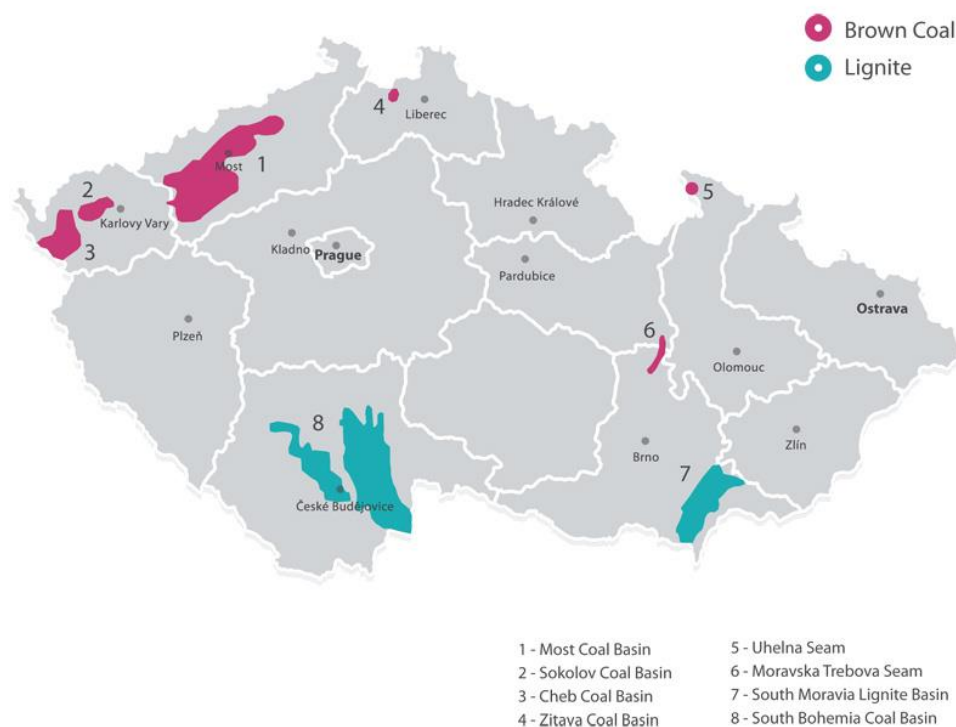 Brown Coal
Lignite
4
Liberec
Most
1
2
Karlovy Vary
3
5
Hradec Králové
Kladno
Prague
Pardubice
Ostrava
Plzeň
6
Olomouc
8
Zlín
Brno
7
České Budějovice
1 - Most Coal Basin
2 - Sokolov Coal Basin
3 - Cheb Coal Basin
4 - Zitava Coal Basin
5 - Uhelna Seam
6 - Moravska Trebova Seam
7 - South Moravia Lignite Basin
8 - South Bohemia Coal Basin